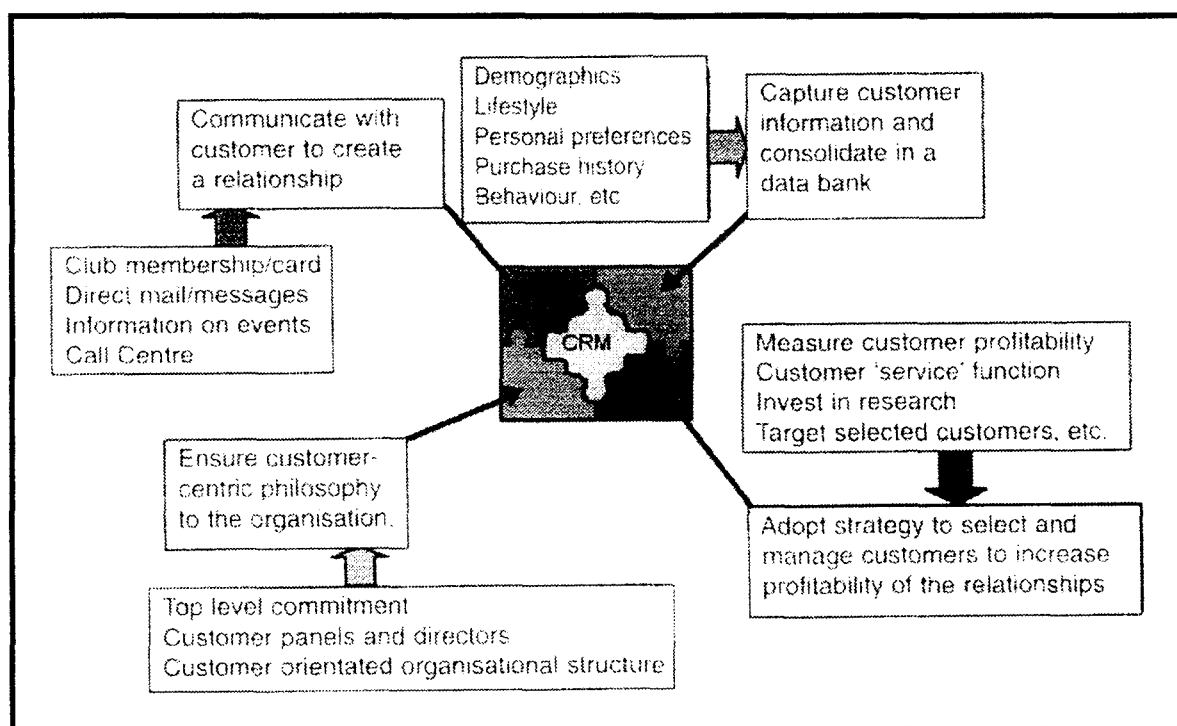 Communicate with
customer to create
a relationship
Club membership/card
Direct mail/messages
Information on events
Call Centre
Demographics
Lifestyle
Personal preferences
Purchase history
Behaviour, etc
Capture customer
information and
consolidate in a
data bank
CRM
Measure customer profitability
Customer 'service' function
Invest in research
Target selected customers, etc.
Ensure customer-
centric philosophy
to the organisation.
Adopt strategy to select and
manage customers to increase
profitability of the relationships
Top level commitment
Customer panels and directors
Customer orientated organisational structure